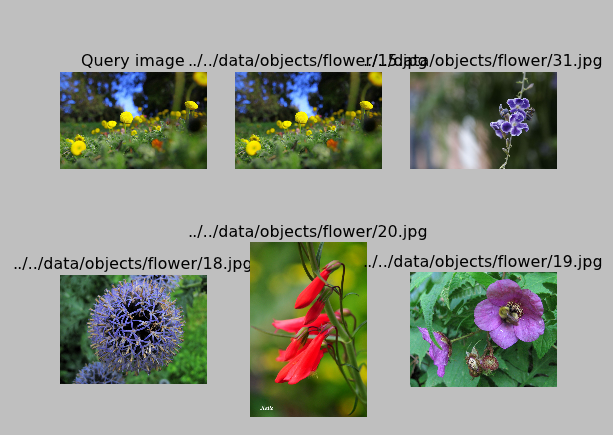 Query image
../../data/objects/flower/15.jpg
../../data/objects/flower/31.jpg
../../data/objects/flower/18.jpg
../../data/objects/flower/20.jpg
../../data/objects/flower/19.jpg